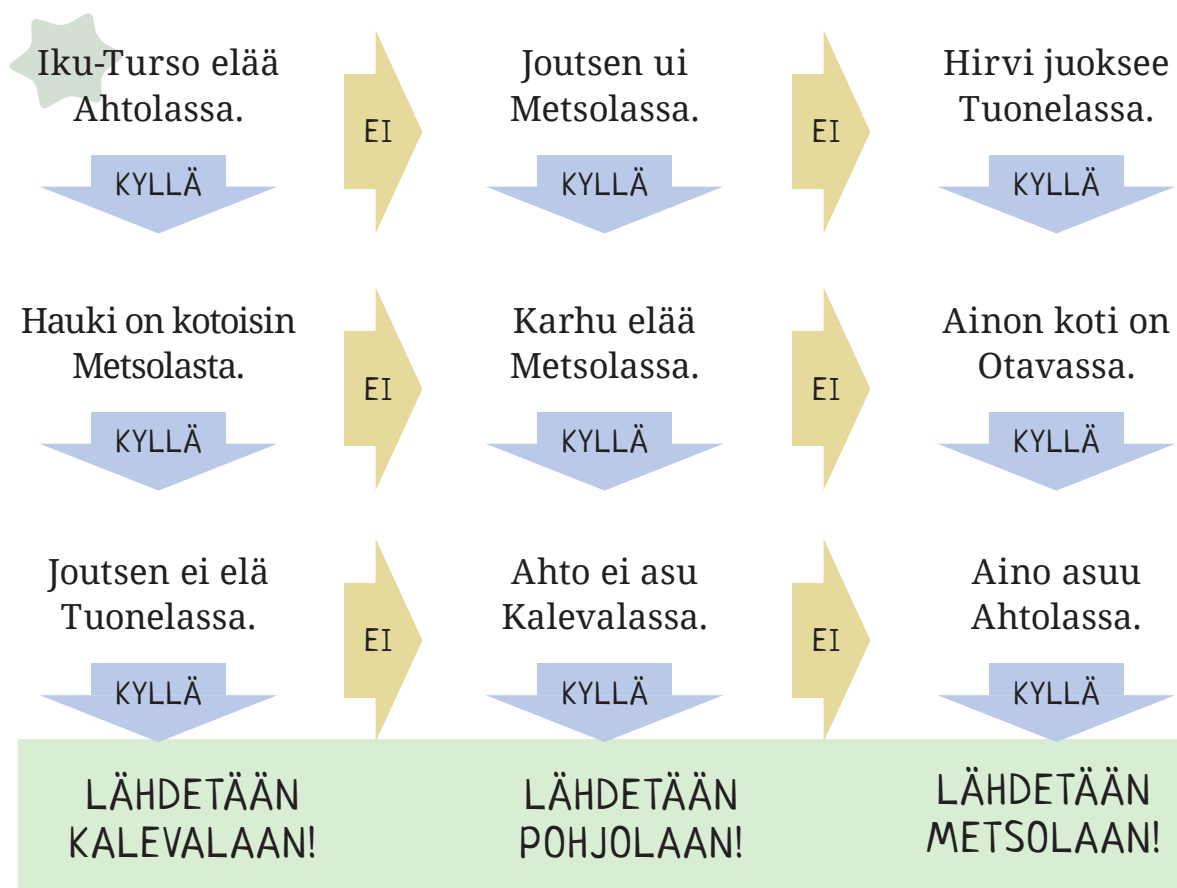 Iku-Turso elää
Ahtolassa.
EI
Joutsen ui
Metsolassa.
EI
Hirvi juoksee
Tuonelassa.
KYLLÄ
KYLLÄ
KYLLÄ
Hauki on kotoisin
Metsolasta.
EI
Karhu elää
Metsolassa.
EI
Ainon koti on
Otavassa.
KYLLÄ
KYLLÄ
KYLLÄ
Joutsen ei elä
Tuonelassa.
EI
Ahto ei asu
Kalevalassa.
EI
Aino asuu
Ahtolassa.
KYLLÄ
KYLLÄ
KYLLÄ
LÄHDETÄÄN
KALEVALAAN!
LÄHDETÄÄN
POHJOLAAN!
LÄHDETÄÄN
METSOLAAN!